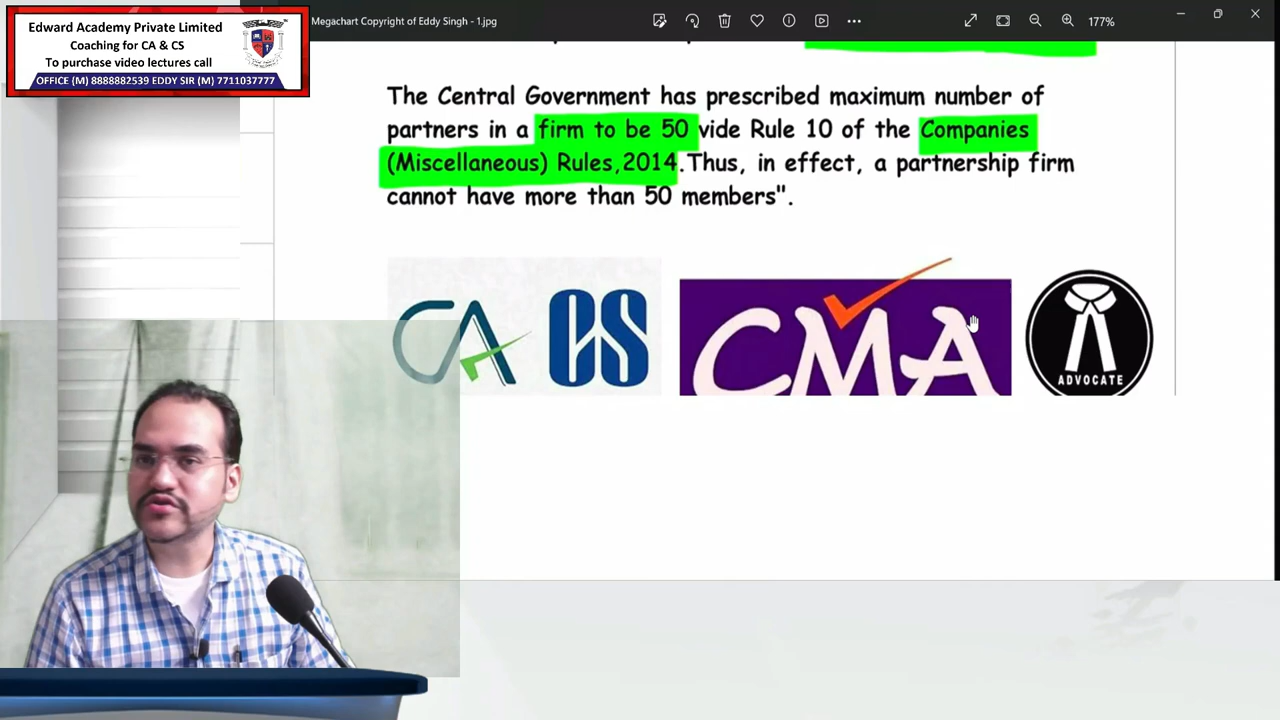 Edward Academy Private Limited
Coaching for CA & CS
To purchase video lectures call
OFFICE (M) 8888882539 EDDY SIR (M) 7711037777
Megachart Copyright of Eddy Singh - 1.jpg
177%
The Central Government has prescribed maximum number of
partners in a firm to be 50 vide Rule 10 of the Companies
(Miscellaneous) Rules,2014.Thus, in effect, a partnership firm
cannot have more than 50 members".
CA CS CMA
ADVOCATE